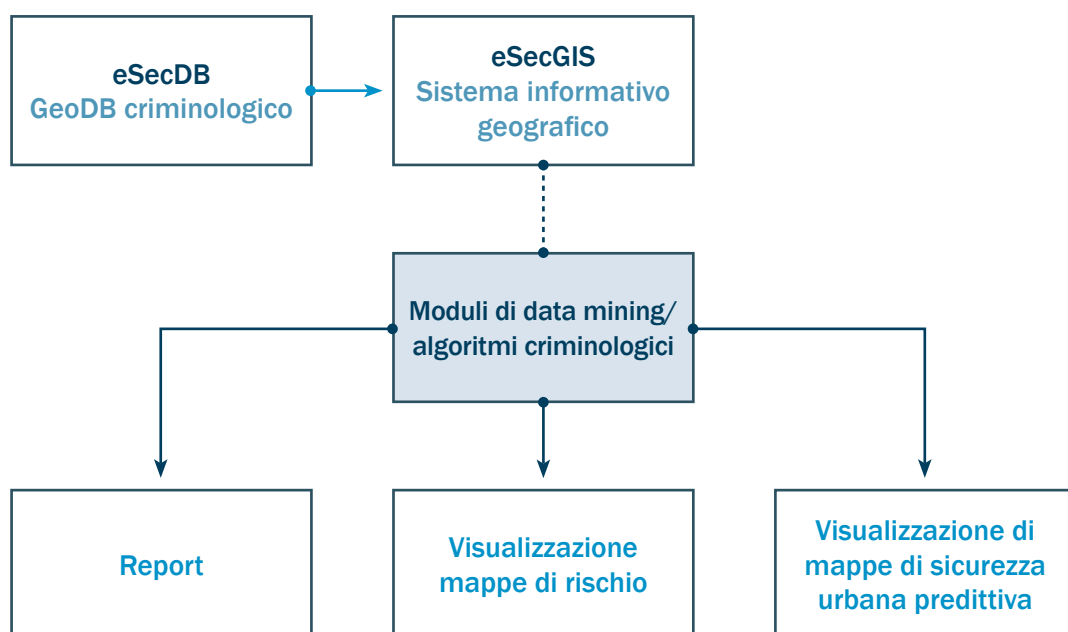 eSecDB
GeoDB criminologico
eSecGIS
Sistema informativo
geografico
Moduli di data mining/
algoritmi criminologici
Report
Visualizzazione
mappe di rischio
Visualizzazione di
mappe di sicurezza
urbana predittiva